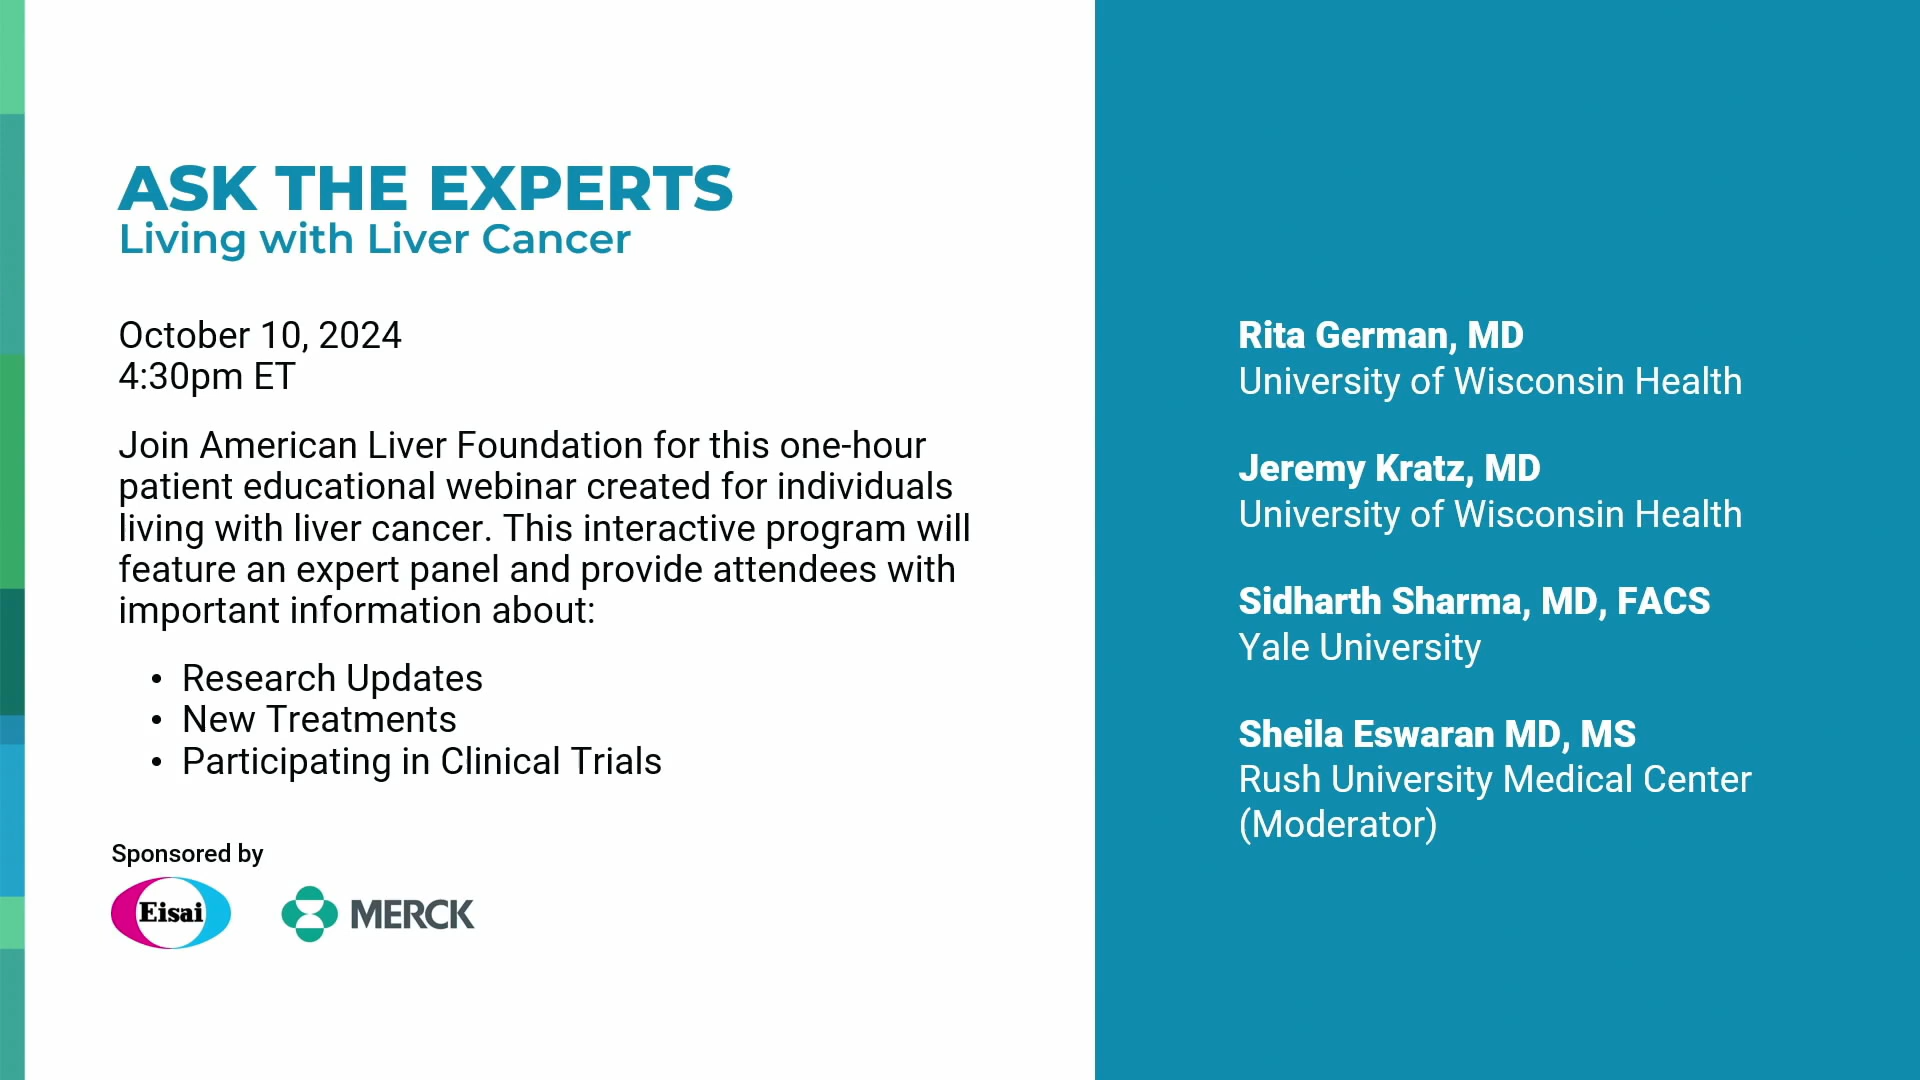 ASK THE EXPERTS
Living with Liver Cancer
October 10, 2024
4:30pm ET
Join American Liver Foundation for this one-hour
patient educational webinar created for individuals
living with liver cancer. This interactive program will
feature an expert panel and provide attendees with
important information about:
• Research Updates
• New Treatments
• Participating in Clinical Trials
Sponsored by
Eisai
MERCK
Rita German, MD
University of Wisconsin Health
Jeremy Kratz, MD
University of Wisconsin Health
Sidharth Sharma, MD, FACS
Yale University
Sheila Eswaran MD, MS
Rush University Medical Center
(Moderator)